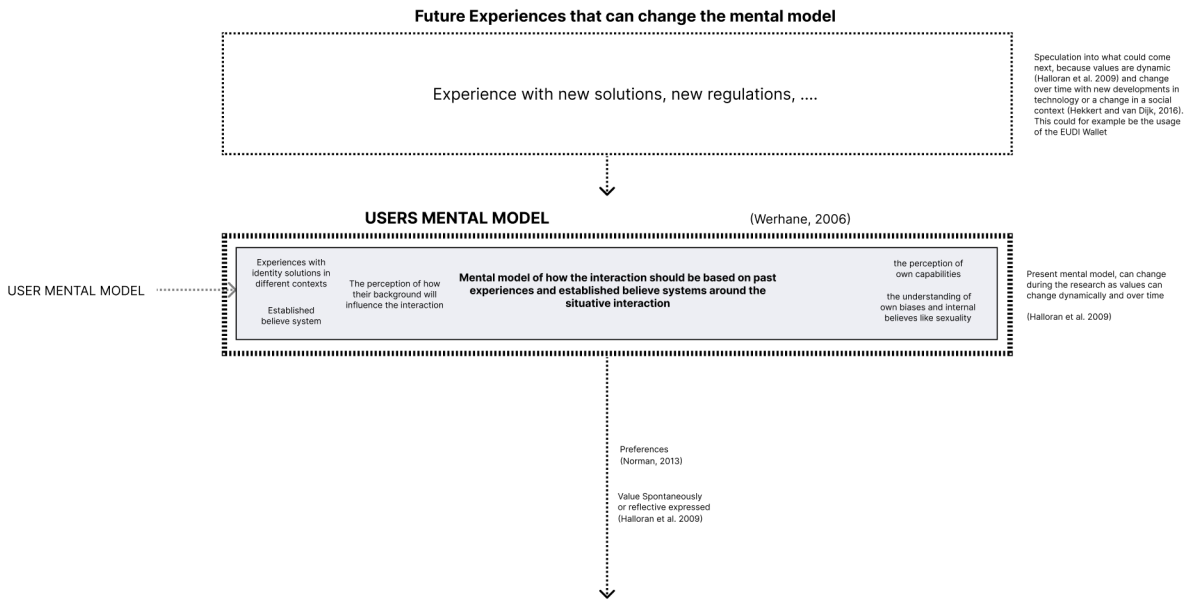 Future Experiences that can change the mental model
Experience with new solutions, new regulations, ....
Speculation into what could come
next, because values are dynamic
(Halloran et al. 2009) and change
over time with new developments in
technology or a change in a social
context (Hekkert and van Dijk, 2016).
This could for example be the usage
of the EUDI Wallet
USERS MENTAL MODEL
(Werhane, 2006)
USER MENTAL MODEL
Experiences with
identity solutions in
different contexts
Established
believe system
The perception of how
their background will
influence the interaction
Mental model of how the interaction should be based on past
experiences and established believe systems around the
situative interaction
the perception of
own capabilities
the understanding of
own biases and internal
believes like sexuality
Present mental model, can change
during the research as values can
change dynamically and over time
(Halloran et al. 2009)
Preferences
(Norman, 2013)
Value Spontaneously
or reflective expressed
(Halloran et al. 2009)